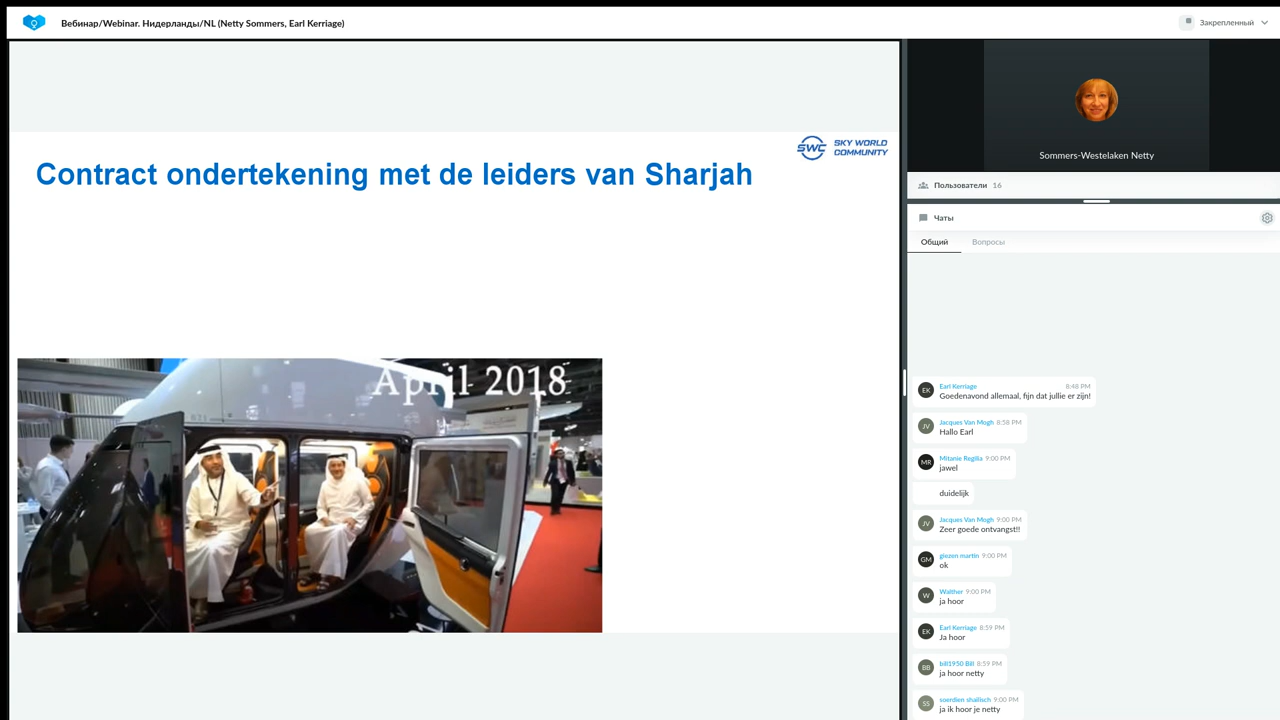 Вебинар/Webinar. Нидерланды/NL (Netty Sommers, Earl Kerriage)
Закрепленный
SWC SKY WORLD
COMMUNITY
Contract ondertekening met de leiders van Sharjah
April 2018
Sommers-Westelaken Netty
Пользователи 16
Чаты
Общий Вопросы
EK Earl Kerriage 8:48 PM
Goedenavond allemaal, fijn dat jullie er zijn!
JV Jacques Van Mogh 8:58 PM
Hallo Earl
MR Mitanie Regilia 9:00 PM
jawel
duidelijk
JV Jacques Van Mogh 9:00 PM
Zeer goede ontvangst!!
GM giezen martin 9:00 PM
ok
W Walther 9:00 PM
ja hoor
EK Earl Kerriage 8:59 PM
Ja hoor
BB bill1950 Bill 8:59 PM
ja hoor netty
SS soerdien shailisch 9:00 PM
ja ik hoor je netty